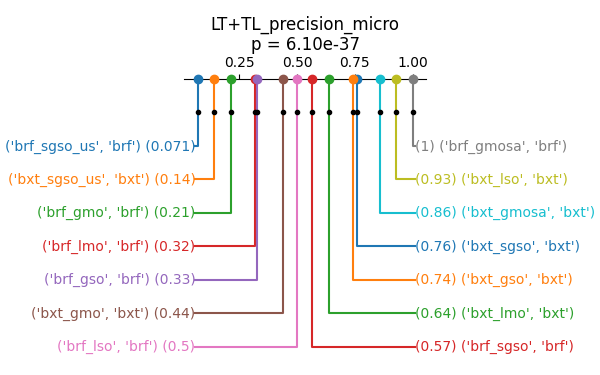 LT+TL_precision_micro
p = 6.10e-37
0.25 0.50 0.75 1.00
('brf_sgso_us', 'brf') (0.071) (1) ('brf_gmosa', 'brf')
('bxt_sgso_us', 'bxt') (0.14) (0.93) ('bxt_lso', 'bxt')
('brf_gmo', 'brf') (0.21) (0.86) ('bxt_gmosa', 'bxt')
('brf_lmo', 'brf') (0.32) (0.76) ('bxt_sgso', 'bxt')
('brf_gso', 'brf') (0.33) (0.74) ('bxt_gso', 'bxt')
('bxt_gmo', 'bxt') (0.44) (0.64) ('bxt_lmo', 'bxt')
('brf_lso', 'brf') (0.5) (0.57) ('brf_sgso', 'brf')